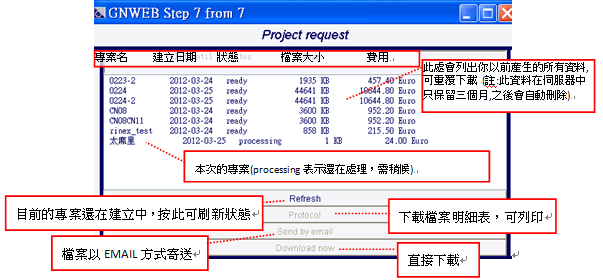 GNWEB Step 7 from 7
Project request
專案名 建立日期 狀態 檔案大小 費用
此處會列出你以前產生的所有資料,
可重覆下載 (註:此資料在伺服器中
只保留三個月,之後會自動刪除)
0223-2 2012-03-24 ready 1935 KB 457.40 Euro
0224 2012-03-25 ready 44641 KB 10644.80 Euro
0224-2 2012-03-25 ready 44641 KB 10644.80 Euro
CN08 2012-03-24 ready 3600 KB 952.20 Euro
CN08CN11 2012-03-24 ready 3600 KB 952.20 Euro
rinex_test 2012-03-24 ready 858 KB 215.50 Euro
太麻里 2012-03-25 processing 1 KB 24.00 Euro
本次的專案(processing 表示還在處理，需稍候)
Refresh
目前的專案還在建立中，按此可刷新狀態
Protocol
下載檔案明細表，可列印
Send by email
檔案以 EMAIL 方式寄送
Download now
直接下載